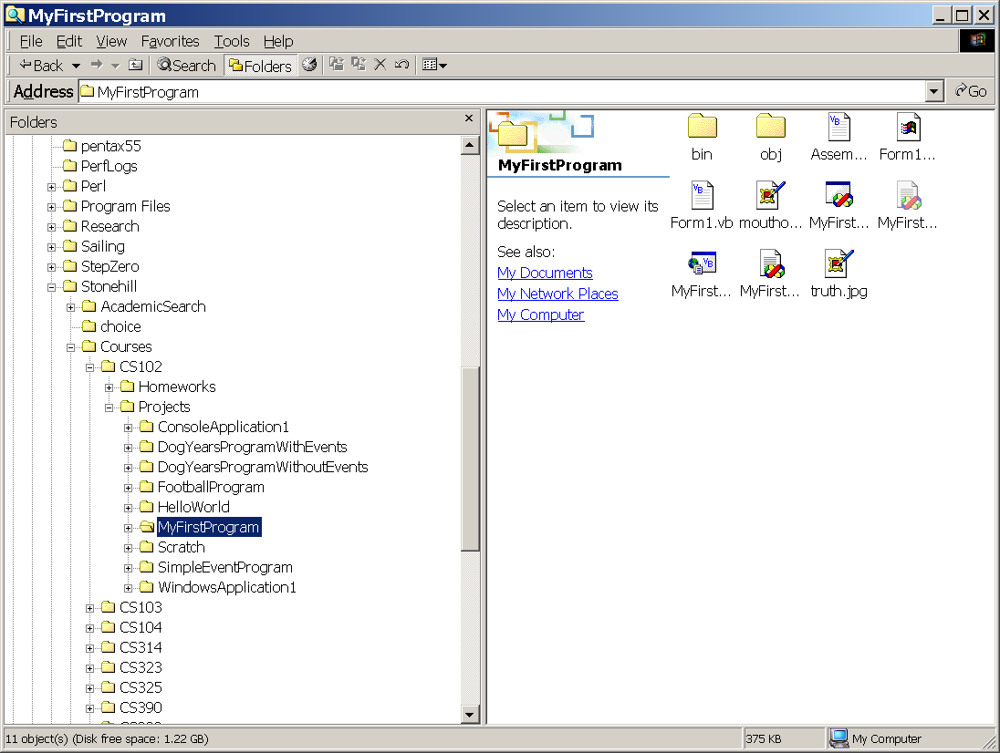 MyFirstProgram
File Edit View Favorites Tools Help
Back Search Folders
Address MyFirstProgram Go
Folders
pentax55
PerfLogs
Perl
Program Files
Research
Sailing
StepZero
Stonehill
AcademicSearch
choice
Courses
CS102
Homeworks
Projects
ConsoleApplication1
DogYearsProgramWithEvents
DogYearsProgramWithoutEvents
FootballProgram
HelloWorld
MyFirstProgram
Scratch
SimpleEventProgram
WindowsApplication1
CS103
CS104
CS314
CS323
CS325
CS390
MyFirstProgram
Select an item to view its
description.
See also:
My Documents
My Network Places
My Computer
bin obj Assem... Form1...
Form1.vb moutho... MyFirst... MyFirst...
MyFirst... MyFirst... truth.jpg
11 object(s) (Disk free space: 1.22 GB) 375 KB My Computer